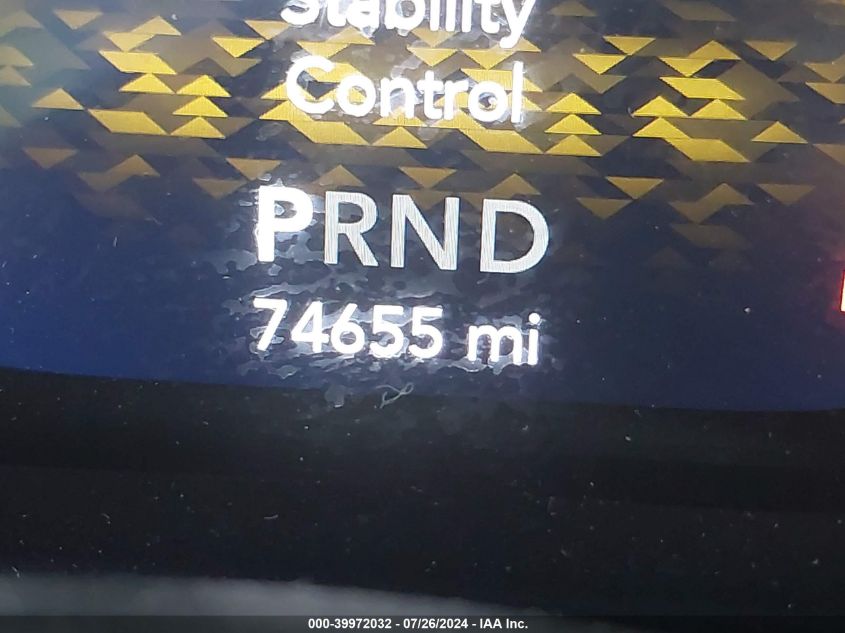 Stability
Control
PRND
74655 mi
000-39972032 - 07/26/2024 - IAA Inc.